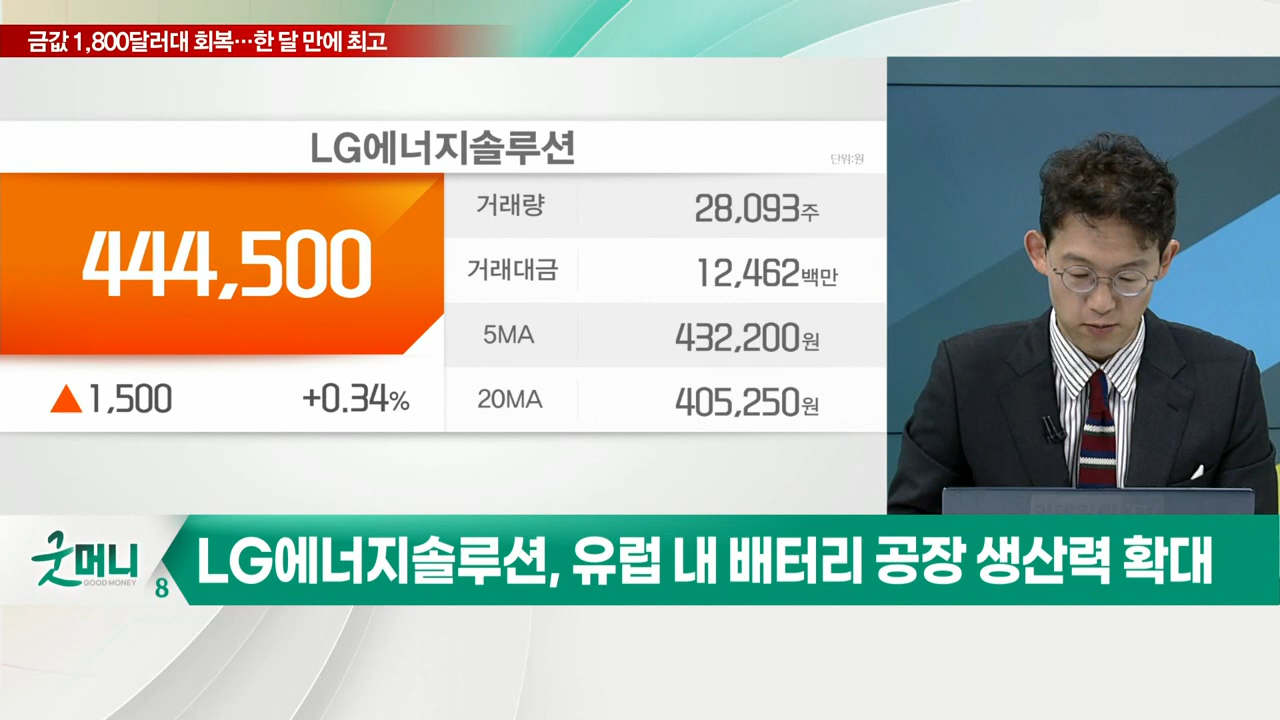 금값 1,800달러대 회복…한 달 만에 최고
LG에너지솔루션
단위:원
444,500
▲1,500 +0.34%
거래량 28,093주
거래대금 12,462백만
5MA 432,200원
20MA 405,250원
굿머니
GOOD MONEY
8
LG에너지솔루션, 유럽 내 배터리 공장 생산력 확대